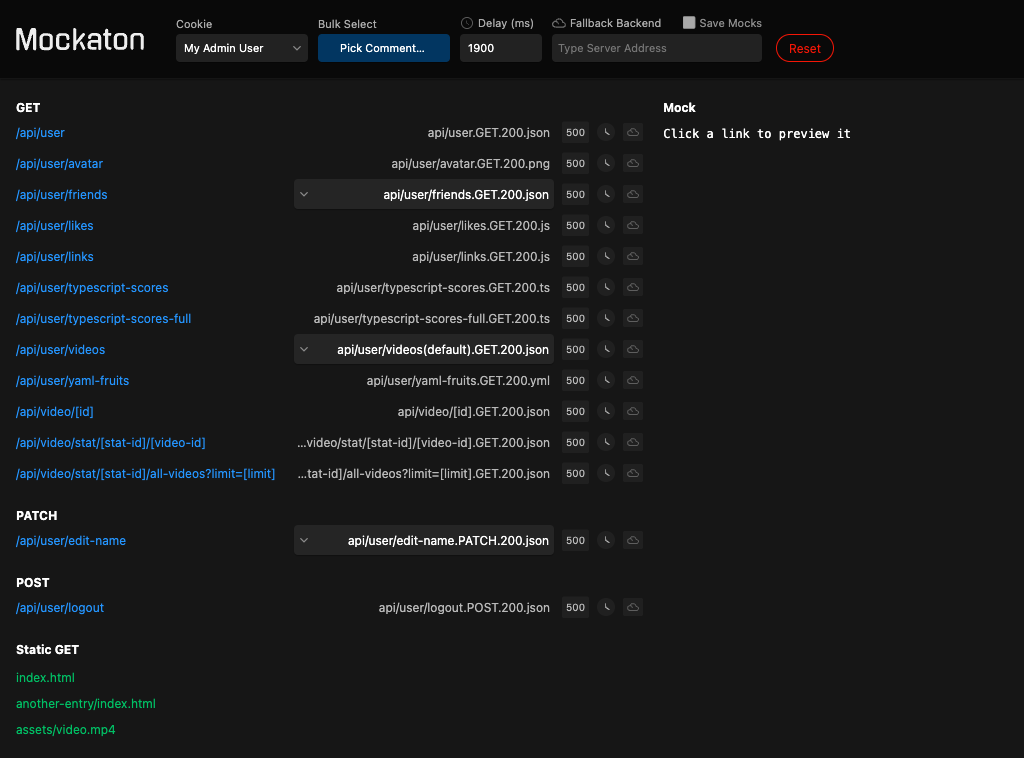 Mockaton
Cookie
My Admin User
Bulk Select
Pick Comment…
Delay (ms)
1900
Fallback Backend
Type Server Address
Save Mocks
Reset
GET
/api/user api/user.GET.200.json 500
/api/user/avatar api/user/avatar.GET.200.png 500
/api/user/friends api/user/friends.GET.200.json 500
/api/user/likes api/user/likes.GET.200.js 500
/api/user/links api/user/links.GET.200.js 500
/api/user/typescript-scores api/user/typescript-scores.GET.200.ts 500
/api/user/typescript-scores-full api/user/typescript-scores-full.GET.200.ts 500
/api/user/videos api/user/videos(default).GET.200.json 500
/api/user/yaml-fruits api/user/yaml-fruits.GET.200.yml 500
/api/video/[id] api/video/[id].GET.200.json 500
/api/video/stat/[stat-id]/[video-id] …video/stat/[stat-id]/[video-id].GET.200.json 500
/api/video/stat/[stat-id]/all-videos?limit=[limit] …tat-id]/all-videos?limit=[limit].GET.200.json 500
PATCH
/api/user/edit-name api/user/edit-name.PATCH.200.json 500
POST
/api/user/logout api/user/logout.POST.200.json 500
Static GET
index.html
another-entry/index.html
assets/video.mp4
Mock
Click a link to preview it